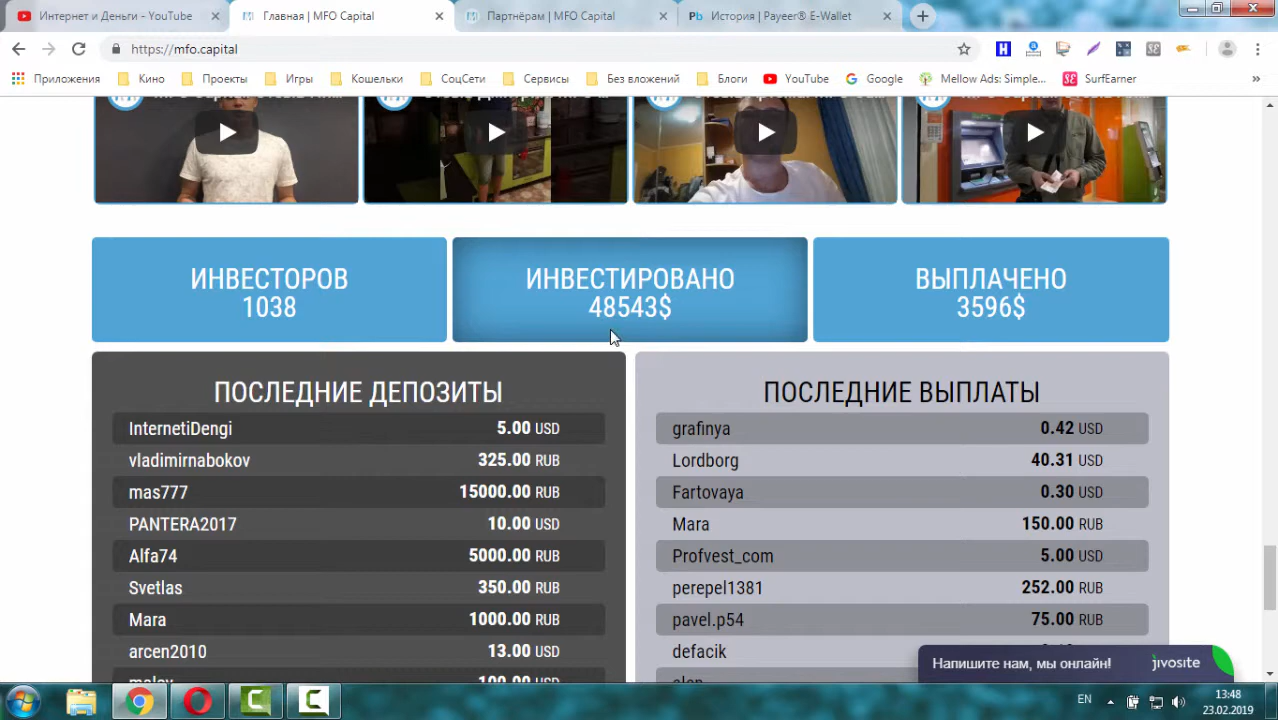 Интернет и Деньги - YouTube
Главная | MFO Capital
Партнёрам | MFO Capital
История | Payeer® E-Wallet
https://mfo.capital
Приложения
Кино
Проекты
Игры
Кошельки
СоцСети
Сервисы
Без вложений
Блоги
YouTube
Google
Mellow Ads: Simple...
SurfEarner
ИНВЕСТОРОВ
1038
ИНВЕСТИРОВАНО
48543$
ВЫПЛАЧЕНО
3596$
ПОСЛЕДНИЕ ДЕПОЗИТЫ
InternetiDengi 5.00 USD
vladimirnabokov 325.00 RUB
mas777 15000.00 RUB
PANTERA2017 10.00 USD
Alfa74 5000.00 RUB
Svetlas 350.00 RUB
Mara 1000.00 RUB
arcen2010 13.00 USD
ПОСЛЕДНИЕ ВЫПЛАТЫ
grafinya 0.42 USD
Lordborg 40.31 USD
Fartovaya 0.30 USD
Mara 150.00 RUB
Profvest_com 5.00 USD
perepel1381 252.00 RUB
pavel.p54 75.00 RUB
defacik
Напишите нам, мы онлайн! jivosite
EN
13:48
23.02.2019